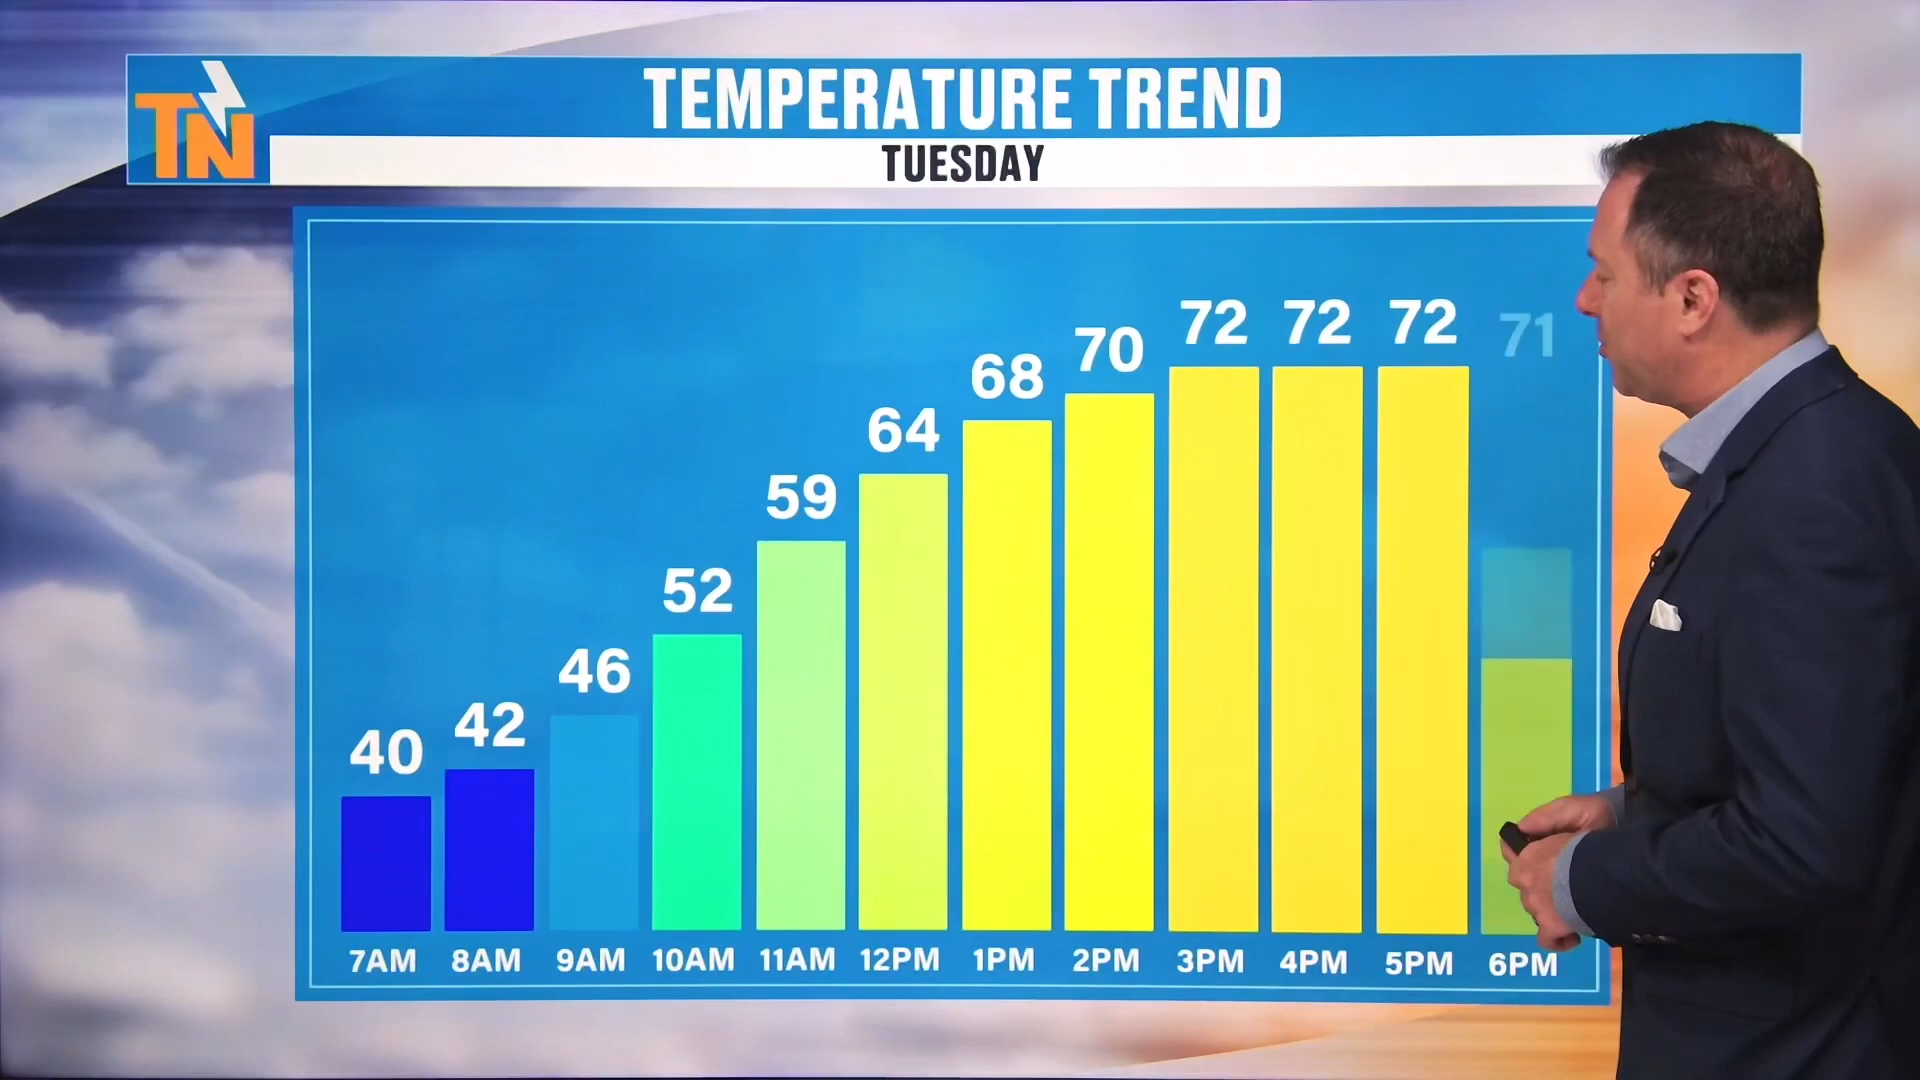 TN
TEMPERATURE TREND
TUESDAY
40 42 46 52 59 64 68 70 72 72 72 71
7AM 8AM 9AM 10AM 11AM 12PM 1PM 2PM 3PM 4PM 5PM 6PM